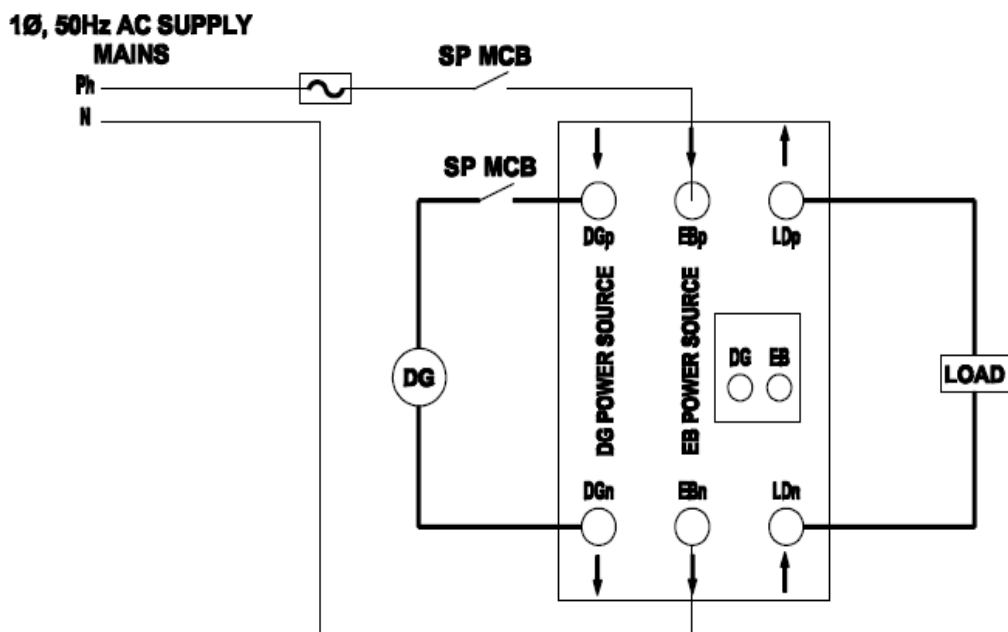 1Ø, 50Hz AC SUPPLY
MAINS
Ph
N
SP MCB
SP MCB
DGp
EBp
LDp
DG POWER SOURCE
EB POWER SOURCE
DG
EB
DG
LOAD
DGn
EBn
LDn